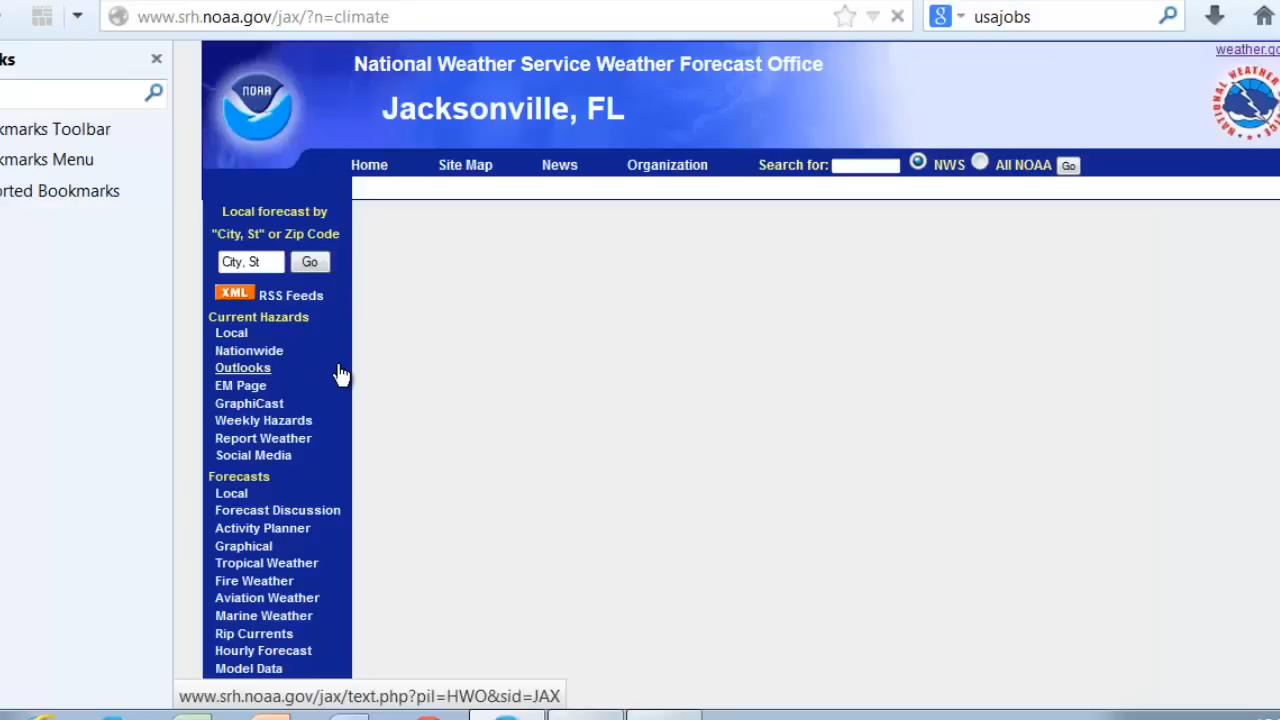 www.srh.noaa.gov/jax/?n=climate
usajobs
ks
weather.go
National Weather Service Weather Forecast Office
NOAA
Jacksonville, FL
NATIONAL WEATHER
kmarks Toolbar
kmarks Menu
orted Bookmarks
Home Site Map News Organization Search for: NWS All NOAA Go
Local forecast by
"City, St" or Zip Code
City, St Go
XML RSS Feeds
Current Hazards
Local
Nationwide
Outlooks
EM Page
GraphiCast
Weekly Hazards
Report Weather
Social Media
Forecasts
Local
Forecast Discussion
Activity Planner
Graphical
Tropical Weather
Fire Weather
Aviation Weather
Marine Weather
Rip Currents
Hourly Forecast
Model Data
www.srh.noaa.gov/jax/text.php?pil=HWO&sid=JAX